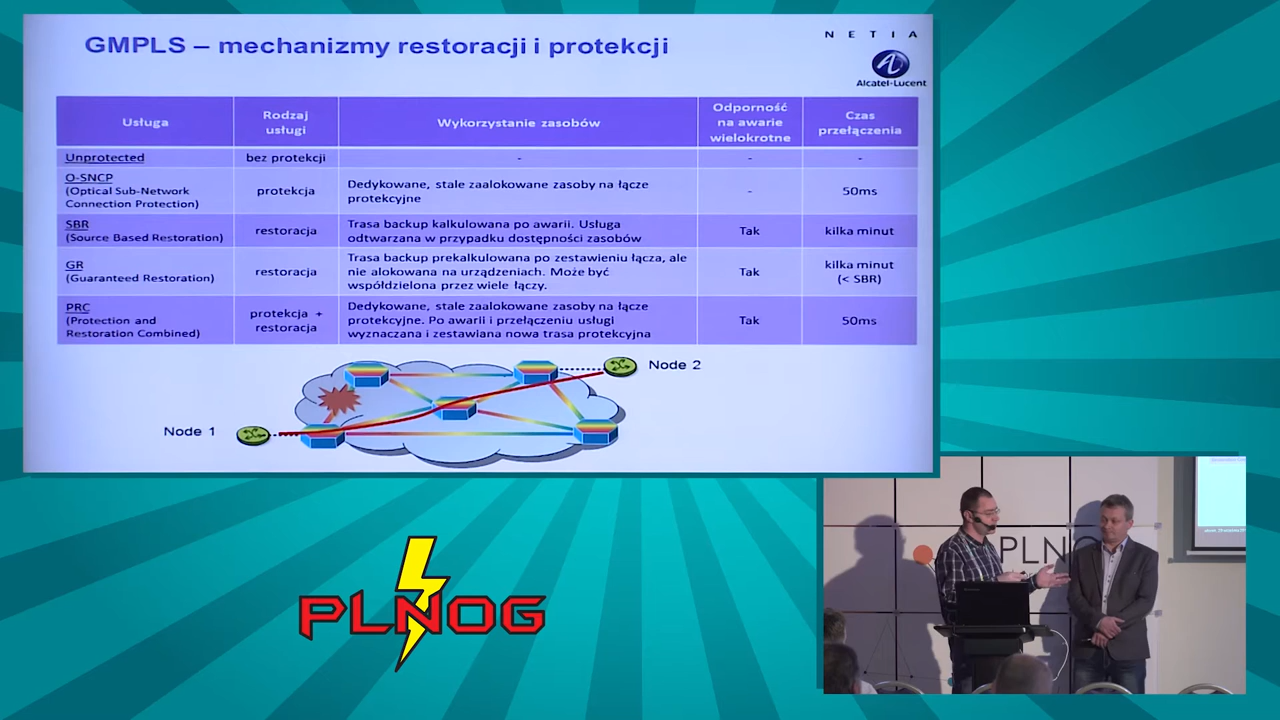 GMPLS – mechanizmy restoracji i protekcji
N E T I A
Alcatel-Lucent
Usługa
Rodzaj
usługi
Wykorzystanie zasobów
Odporność
na awarie
wielokrotne
Czas
przełączenia
Unprotected
bez protekcji
-
-
-
O-SNCP
(Optical Sub-Network
Connection Protection)
protekcja
Dedykowane, stale zaalokowane zasoby na łącze
protekcyjne
-
50ms
SBR
(Source Based Restoration)
restoracja
Trasa backup kalkulowana po awarii. Usługa
odtwarzana w przypadku dostępności zasobów
Tak
kilka minut
GR
(Guaranteed Restoration)
restoracja
Trasa backup prekalkulowana po zestawieniu łącza, ale
nie alokowana na urządzeniach. Może być
współdzielona przez wiele łączy.
Tak
kilka minut
(< SBR)
PRC
(Protection and
Restoration Combined)
protekcja +
restoracja
Dedykowane, stale zaalokowane zasoby na łącze
protekcyjne. Po awarii i przełączeniu usługi
wyznaczana i zestawiana nowa trasa protekcyjna
Tak
50ms
Node 2
Node 1
PLNOG
PLNO